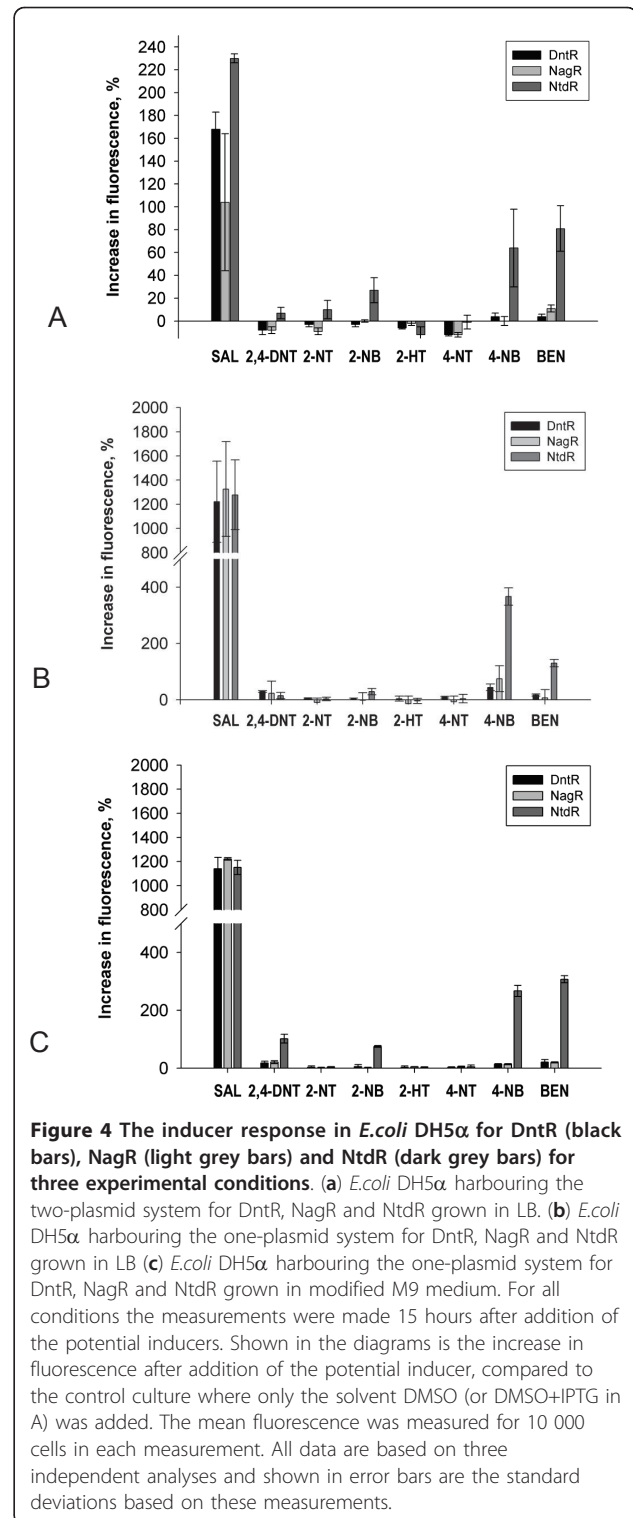 240
220
200
180
160
140
120
100
80
60
40
20
0
Increase in fluorescence, %
DntR
NagR
NtdR
A
SAL 2,4-DNT 2-NT 2-NB 2-HT 4-NT 4-NB BEN
2000
1800
1600
1400
1200
1000
800
400
200
0
Increase in fluorescence, %
DntR
NagR
NtdR
B
SAL 2,4-DNT 2-NT 2-NB 2-HT 4-NT 4-NB BEN
2000
1800
1600
1400
1200
1000
800
400
200
0
Increase in fluorescence, %
DntR
NagR
NtdR
C
SAL 2,4-DNT 2-NT 2-NB 2-HT 4-NT 4-NB BEN
Figure 4 The inducer response in E.coli DH5α for DntR (black
bars), NagR (light grey bars) and NtdR (dark grey bars) for
three experimental conditions. (a) E.coli DH5α harbouring the
two-plasmid system for DntR, NagR and NtdR grown in LB. (b) E.coli
DH5α harbouring the one-plasmid system for DntR, NagR and NtdR
grown in LB (c) E.coli DH5α harbouring the one-plasmid system for
DntR, NagR and NtdR grown in modified M9 medium. For all
conditions the measurements were made 15 hours after addition of
the potential inducers. Shown in the diagrams is the increase in
fluorescence after addition of the potential inducer, compared to
the control culture where only the solvent DMSO (or DMSO+IPTG in
A) was added. The mean fluorescence was measured for 10 000
cells in each measurement. All data are based on three
independent analyses and shown in error bars are the standard
deviations based on these measurements.